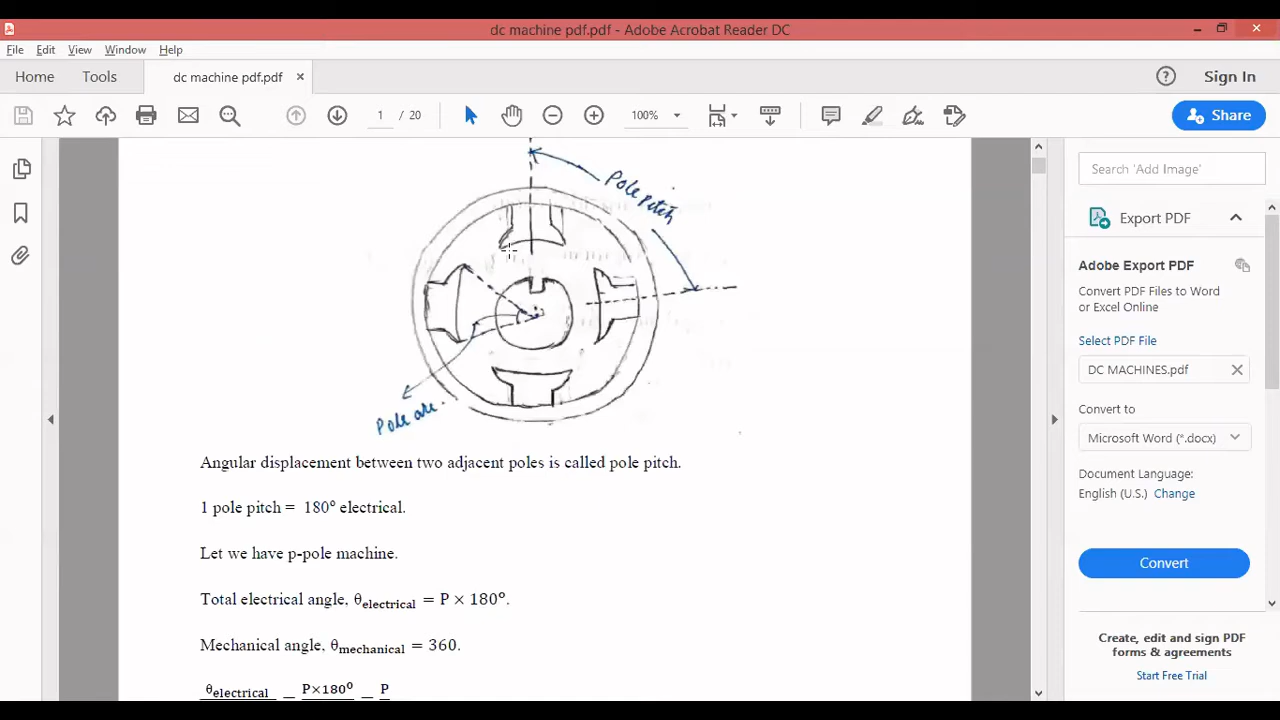 dc machine pdf.pdf - Adobe Acrobat Reader DC
File Edit View Window Help
Home Tools dc machine pdf.pdf × Sign In
1 / 20 100% Share
Pole pitch
Pole arc.
Angular displacement between two adjacent poles is called pole pitch.
1 pole pitch = 180° electrical.
Let we have p-pole machine.
Total electrical angle, θelectrical = P × 180°.
Mechanical angle, θmechanical = 360.
θelectrical = P×180° = P
Search 'Add Image'
Export PDF
Adobe Export PDF
Convert PDF Files to Word
or Excel Online
Select PDF File
DC MACHINES.pdf
Convert to
Microsoft Word (*.docx)
Document Language:
English (U.S.) Change
Convert
Create, edit and sign PDF
forms & agreements
Start Free Trial